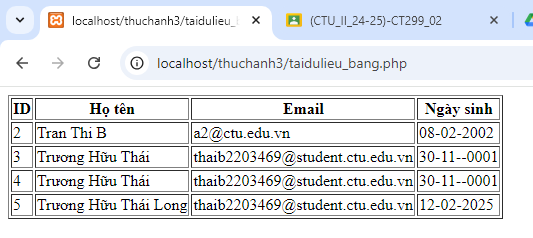 localhost/thuchanh3/taidulieu_
(CTU_II_24-25)-CT299_02
localhost/thuchanh3/taidulieu_bang.php
ID Họ tên Email Ngày sinh
2 Tran Thi B a2@ctu.edu.vn 08-02-2002
3 Trương Hữu Thái thaib2203469@student.ctu.edu.vn 30-11--0001
4 Trương Hữu Thái thaib2203469@student.ctu.edu.vn 30-11--0001
5 Trương Hữu Thái Long thaib2203469@student.ctu.edu.vn 12-02-2025